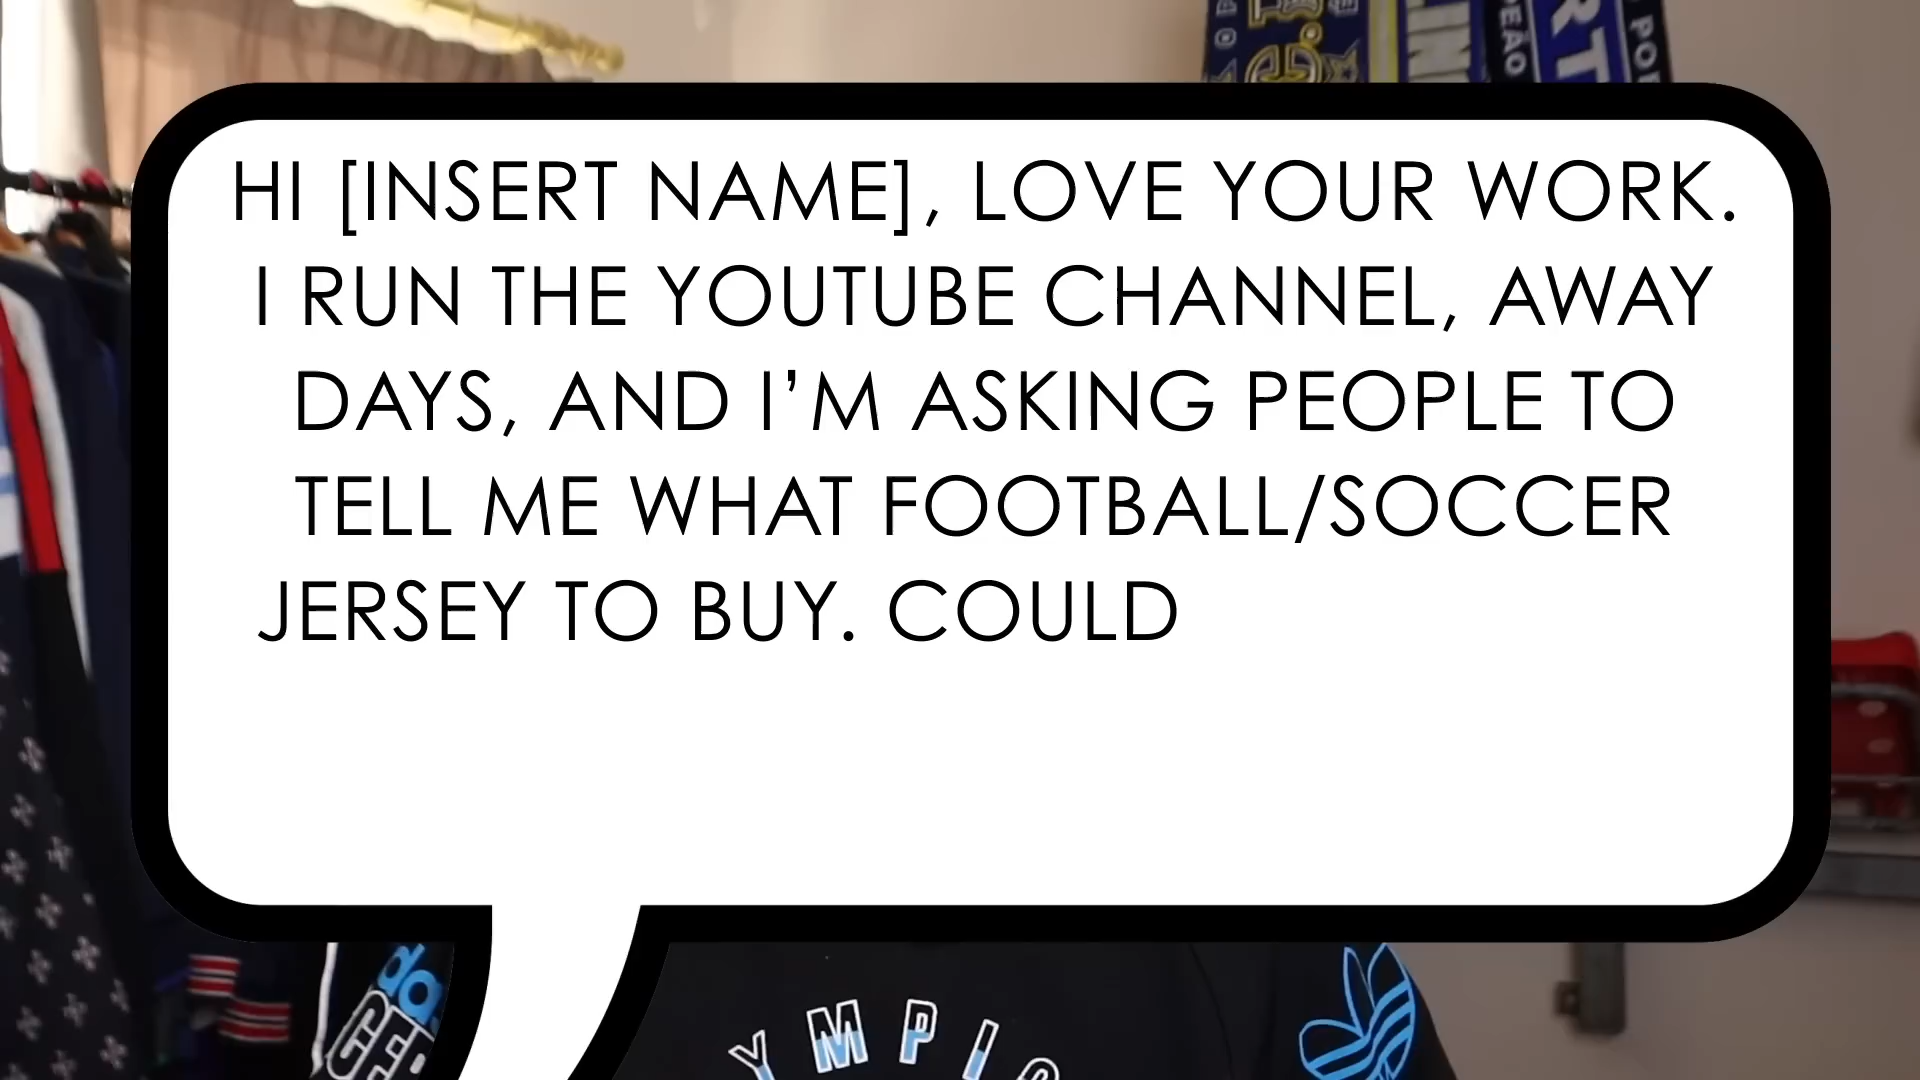 HI [INSERT NAME], LOVE YOUR WORK.
I RUN THE YOUTUBE CHANNEL, AWAY
DAYS, AND I’M ASKING PEOPLE TO
TELL ME WHAT FOOTBALL/SOCCER
JERSEY TO BUY. COULD